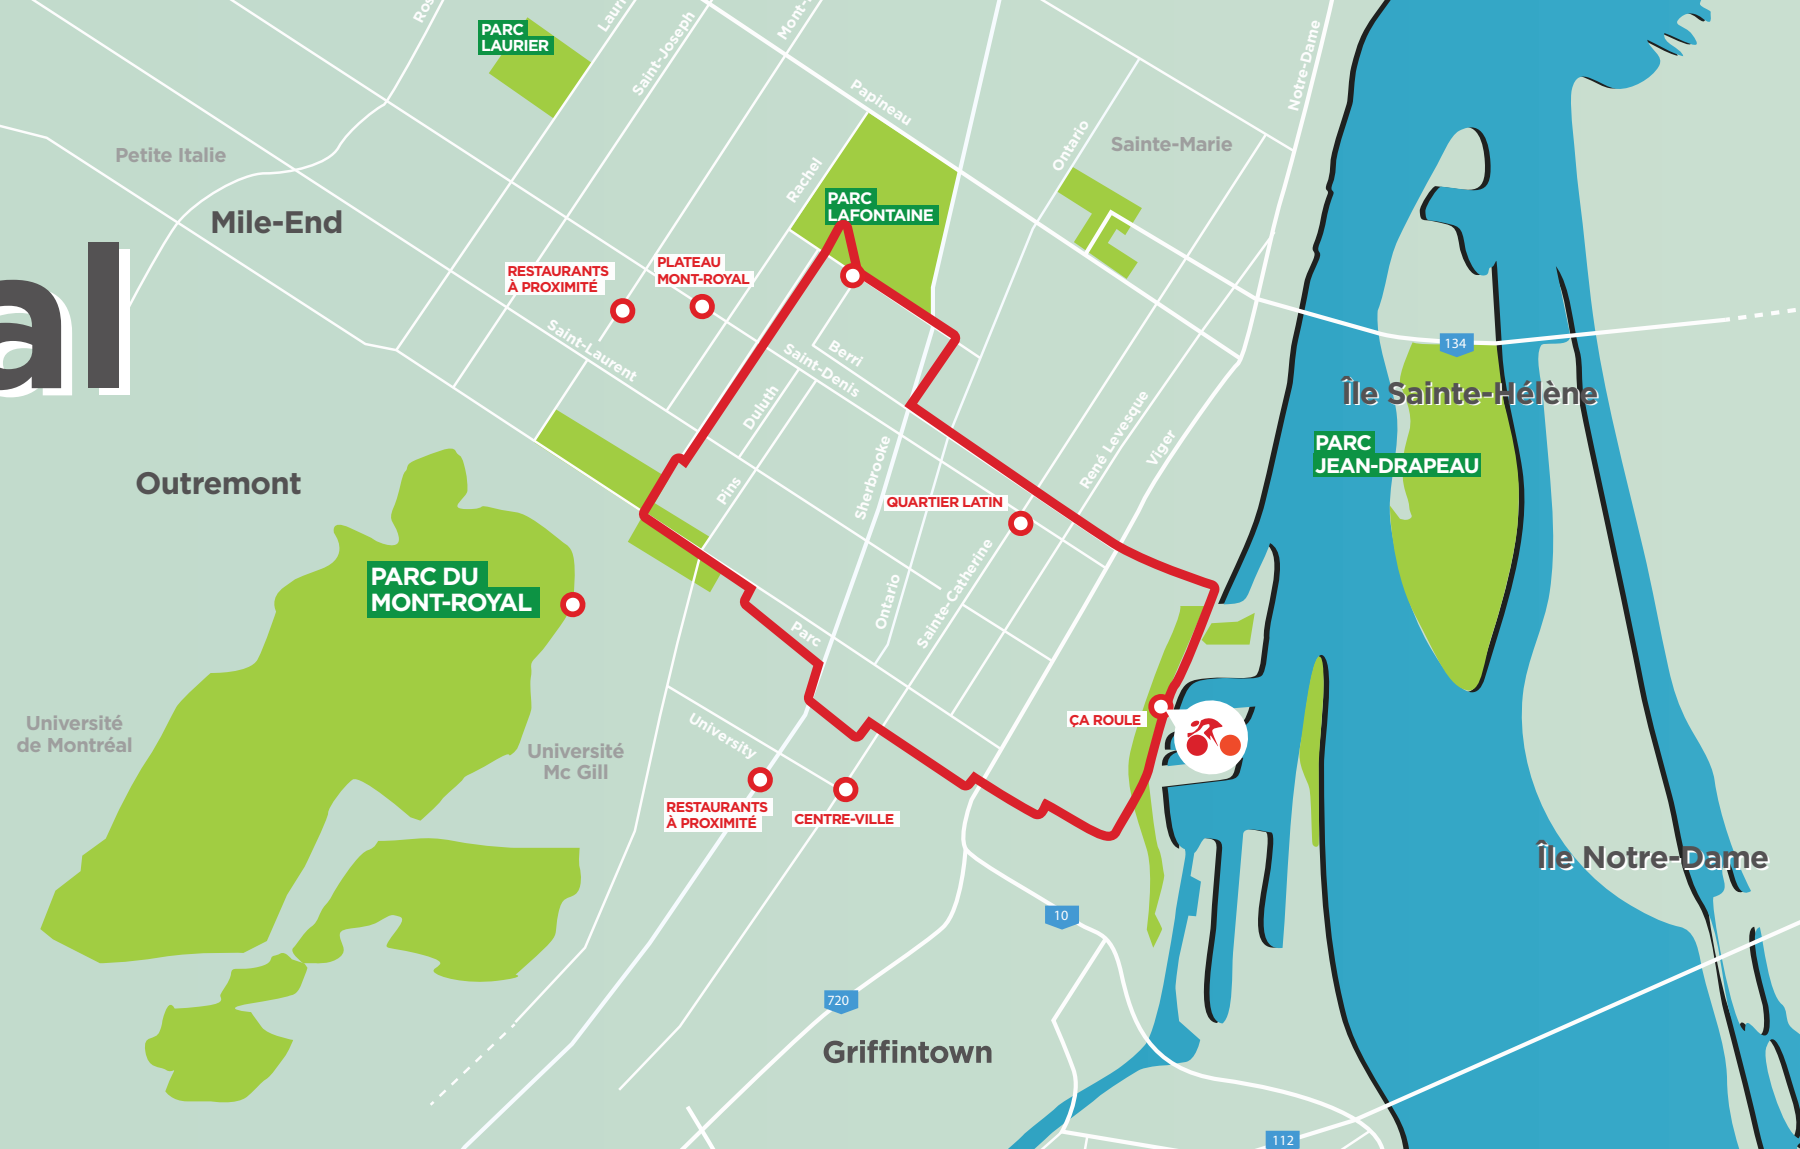 PARC
LAURIER
Saint-Joseph
Papineau
Notre-Dame
Ontario
Sainte-Marie
Petite Italie
Rachel
Mile-End
PARC
LAFONTAINE
al
RESTAURANTS
À PROXIMITÉ
PLATEAU
MONT-ROYAL
Saint-Laurent
Berri
Saint-Denis
134
Île Sainte-Hélène
Duluth
PARC
JEAN-DRAPEAU
René Levesque
Viger
Sherbrooke
Outremont
Pins
QUARTIER LATIN
PARC DU
MONT-ROYAL
Ontario
Sainte-Catherine
Parc
Université
de Montréal
University
Université
Mc Gill
ÇA ROULE
RESTAURANTS
À PROXIMITÉ
CENTRE-VILLE
Île Notre-Dame
10
720
Griffintown
112